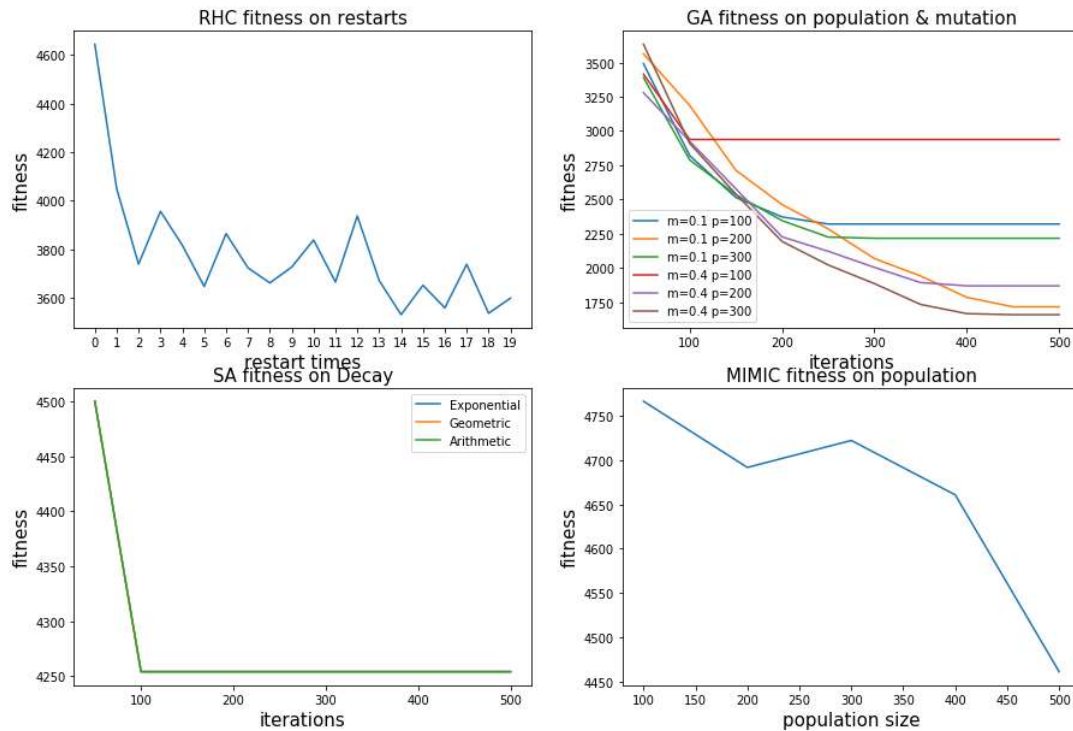 RHC fitness on restarts
fitness
4600
4400
4200
4000
3800
3600
0 1 2 3 4 5 6 7 8 9 10 11 12 13 14 15 16 17 18 19
restart times
GA fitness on population & mutation
fitness
3500
3250
3000
2750
2500
2250
2000
1750
m=0.1 p=100
m=0.1 p=200
m=0.1 p=300
m=0.4 p=100
m=0.4 p=200
m=0.4 p=300
100 200 300 400 500
iterations
SA fitness on Decay
fitness
4500
4450
4400
4350
4300
4250
Exponential
Geometric
Arithmetic
100 200 300 400 500
iterations
MIMIC fitness on population
fitness
4750
4700
4650
4600
4550
4500
4450
100 150 200 250 300 350 400 450 500
population size